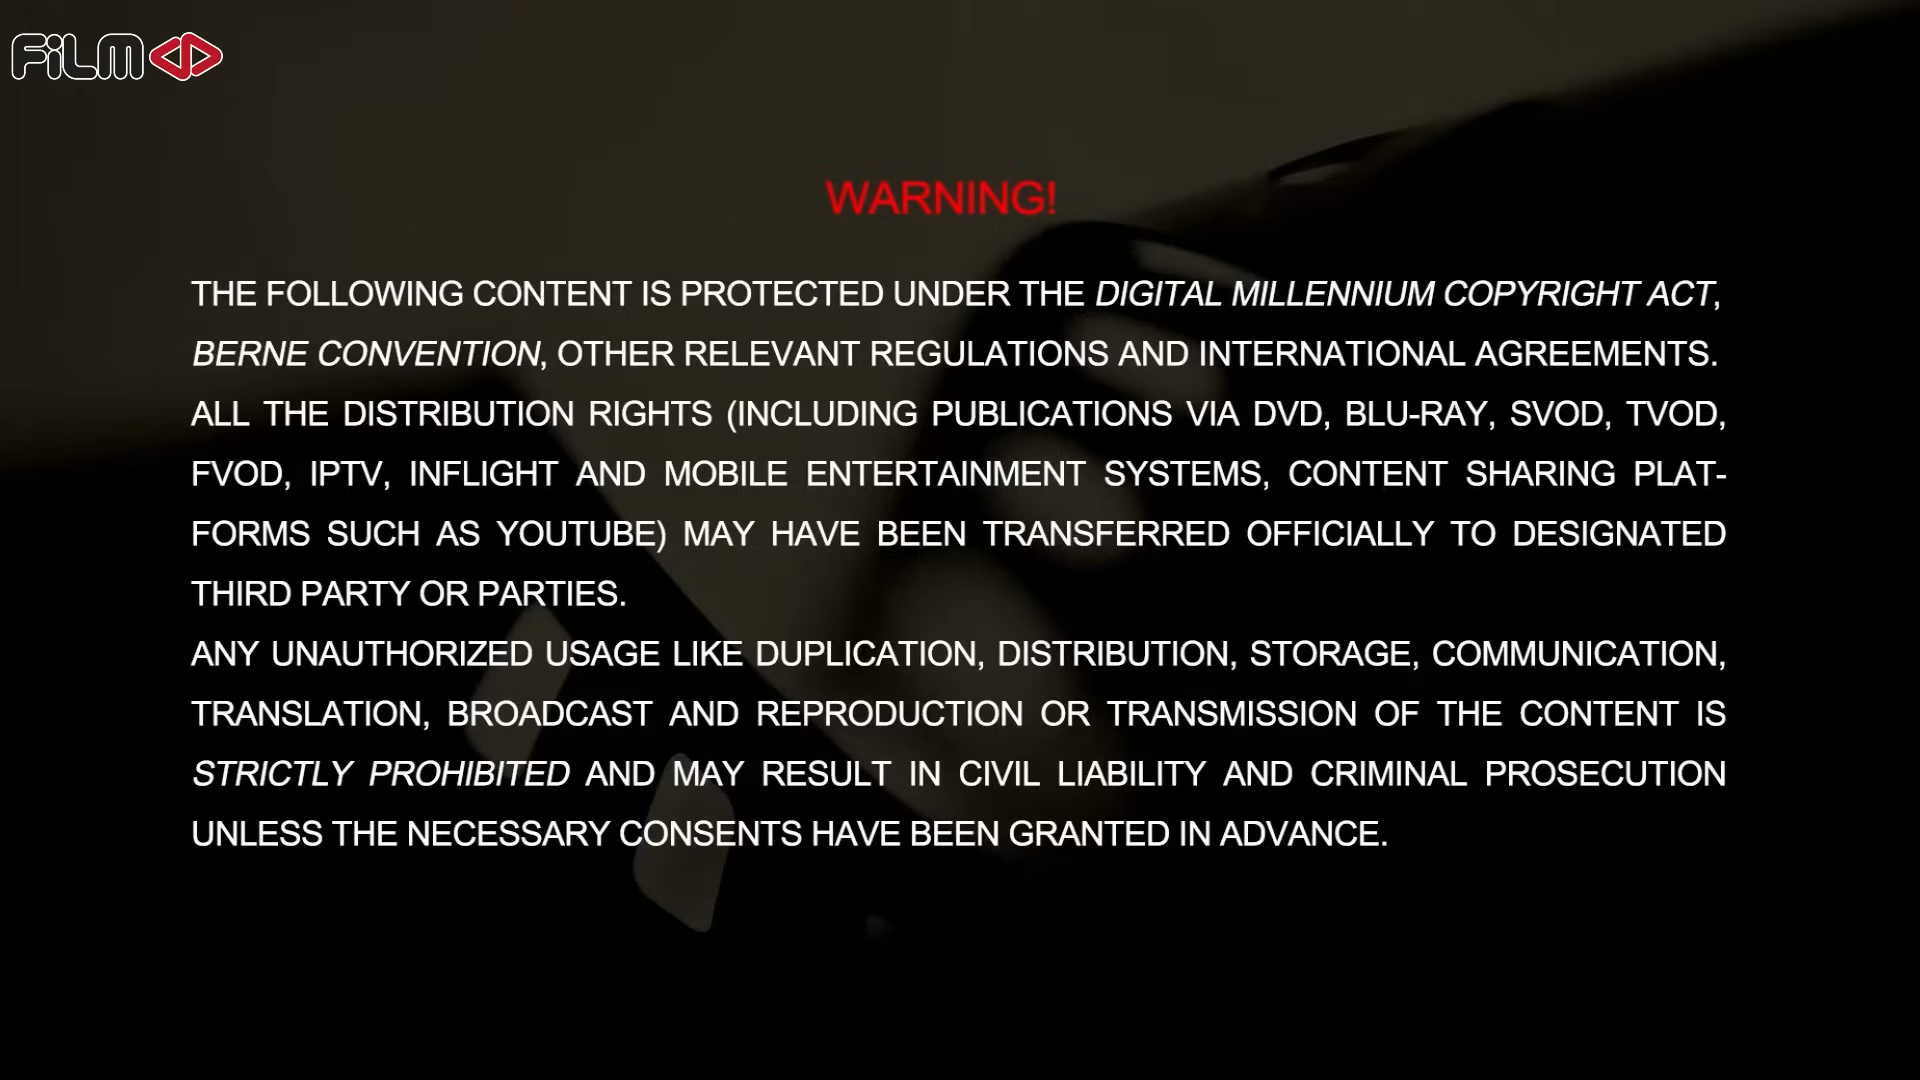 FiLM
WARNING!
THE FOLLOWING CONTENT IS PROTECTED UNDER THE DIGITAL MILLENNIUM COPYRIGHT ACT,
BERNE CONVENTION, OTHER RELEVANT REGULATIONS AND INTERNATIONAL AGREEMENTS.
ALL THE DISTRIBUTION RIGHTS (INCLUDING PUBLICATIONS VIA DVD, BLU-RAY, SVOD, TVOD,
FVOD, IPTV, INFLIGHT AND MOBILE ENTERTAINMENT SYSTEMS, CONTENT SHARING PLAT-
FORMS SUCH AS YOUTUBE) MAY HAVE BEEN TRANSFERRED OFFICIALLY TO DESIGNATED
THIRD PARTY OR PARTIES.
ANY UNAUTHORIZED USAGE LIKE DUPLICATION, DISTRIBUTION, STORAGE, COMMUNICATION,
TRANSLATION, BROADCAST AND REPRODUCTION OR TRANSMISSION OF THE CONTENT IS
STRICTLY PROHIBITED AND MAY RESULT IN CIVIL LIABILITY AND CRIMINAL PROSECUTION
UNLESS THE NECESSARY CONSENTS HAVE BEEN GRANTED IN ADVANCE.